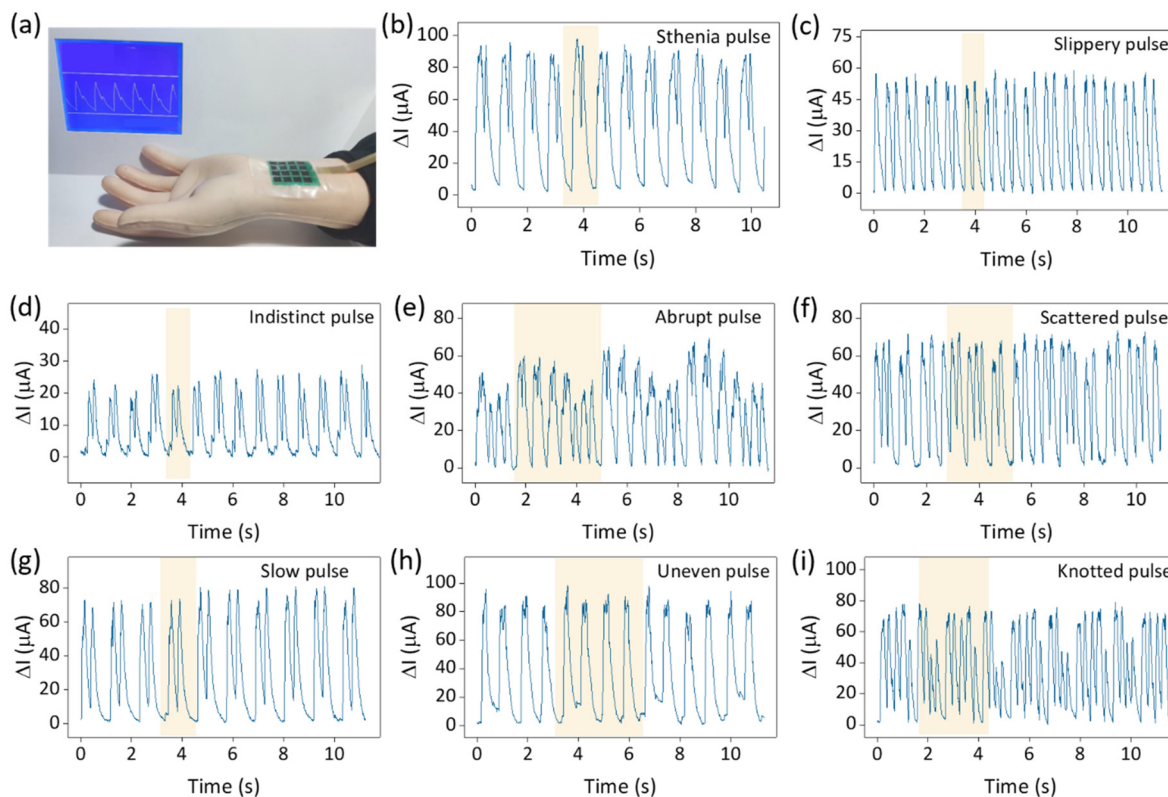 (a)
(b)
Sthenia pulse
ΔI (μA)
100
80
60
40
20
0
0 2 4 6 8 10
Time (s)
(c)
Slippery pulse
ΔI (μA)
75
60
45
30
15
0
0 2 4 6 8 10
Time (s)
(d)
Indistinct pulse
ΔI (μA)
40
30
20
10
0
0 2 4 6 8 10
Time (s)
(e)
Abrupt pulse
ΔI (μA)
80
60
40
20
0
0 2 4 6 8 10
Time (s)
(f)
Scattered pulse
ΔI (μA)
80
60
40
20
0
0 2 4 6 8 10
Time (s)
(g)
Slow pulse
ΔI (μA)
80
60
40
20
0
0 2 4 6 8 10
Time (s)
(h)
Uneven pulse
ΔI (μA)
100
80
60
40
20
0
0 2 4 6 8 10
Time (s)
(i)
Knotted pulse
ΔI (μA)
100
80
60
40
20
0
0 2 4 6 8 10
Time (s)